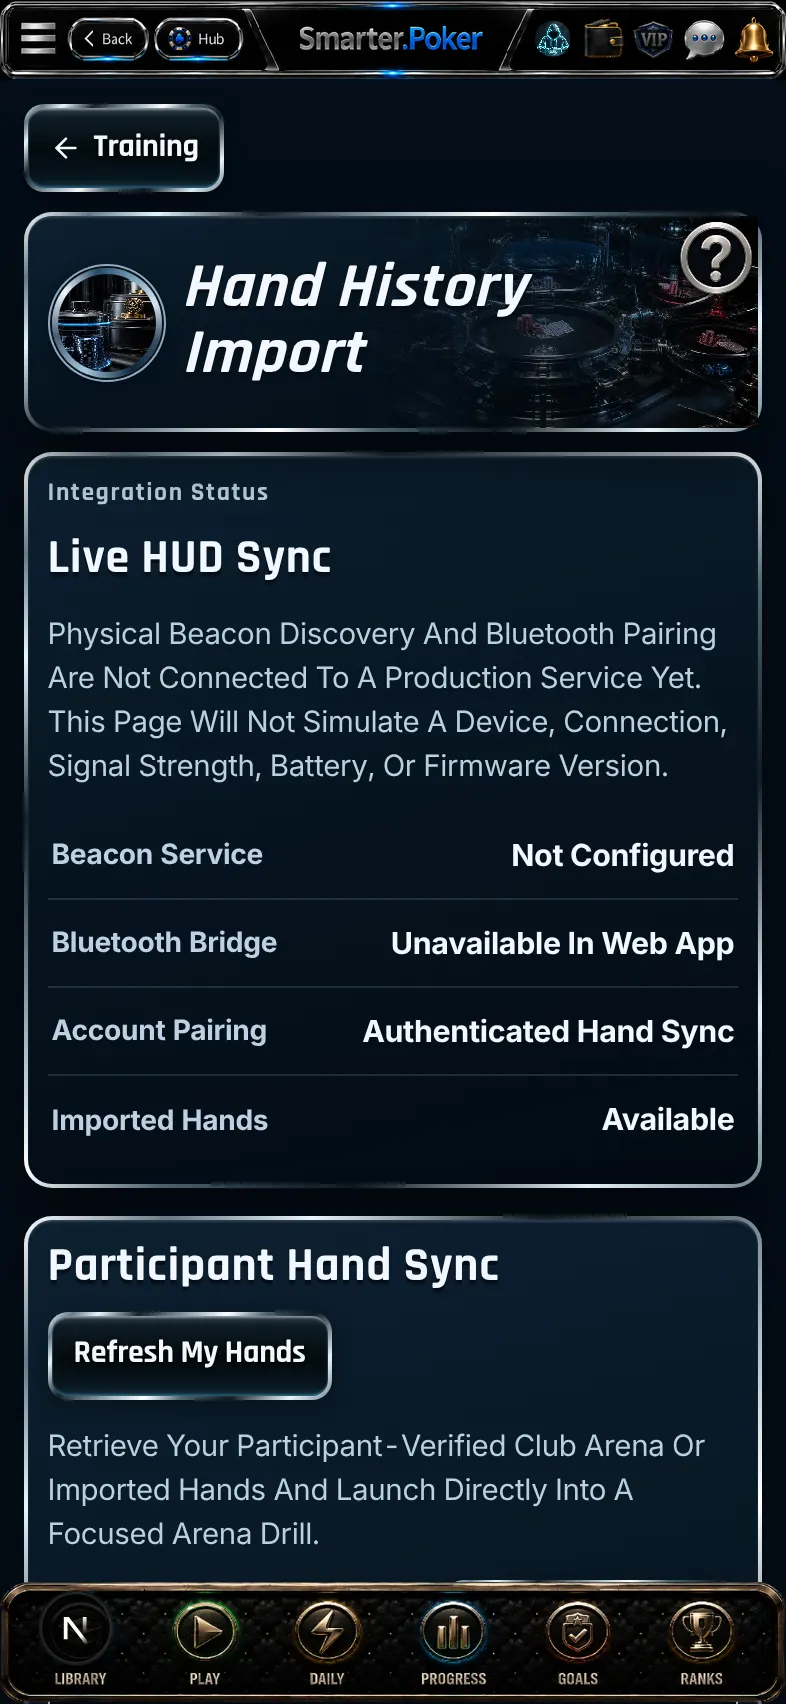 Back
Hub
Smarter.Poker
VIP
Training
Hand History
Import
?
Integration Status
Live HUD Sync
Physical Beacon Discovery And Bluetooth Pairing
Are Not Connected To A Production Service Yet.
This Page Will Not Simulate A Device, Connection,
Signal Strength, Battery, Or Firmware Version.
Beacon Service Not Configured
Bluetooth Bridge Unavailable In Web App
Account Pairing Authenticated Hand Sync
Imported Hands Available
Participant Hand Sync
Refresh My Hands
Retrieve Your Participant-Verified Club Arena Or
Imported Hands And Launch Directly Into A
Focused Arena Drill.
N
LIBRARY PLAY DAILY PROGRESS GOALS RANKS